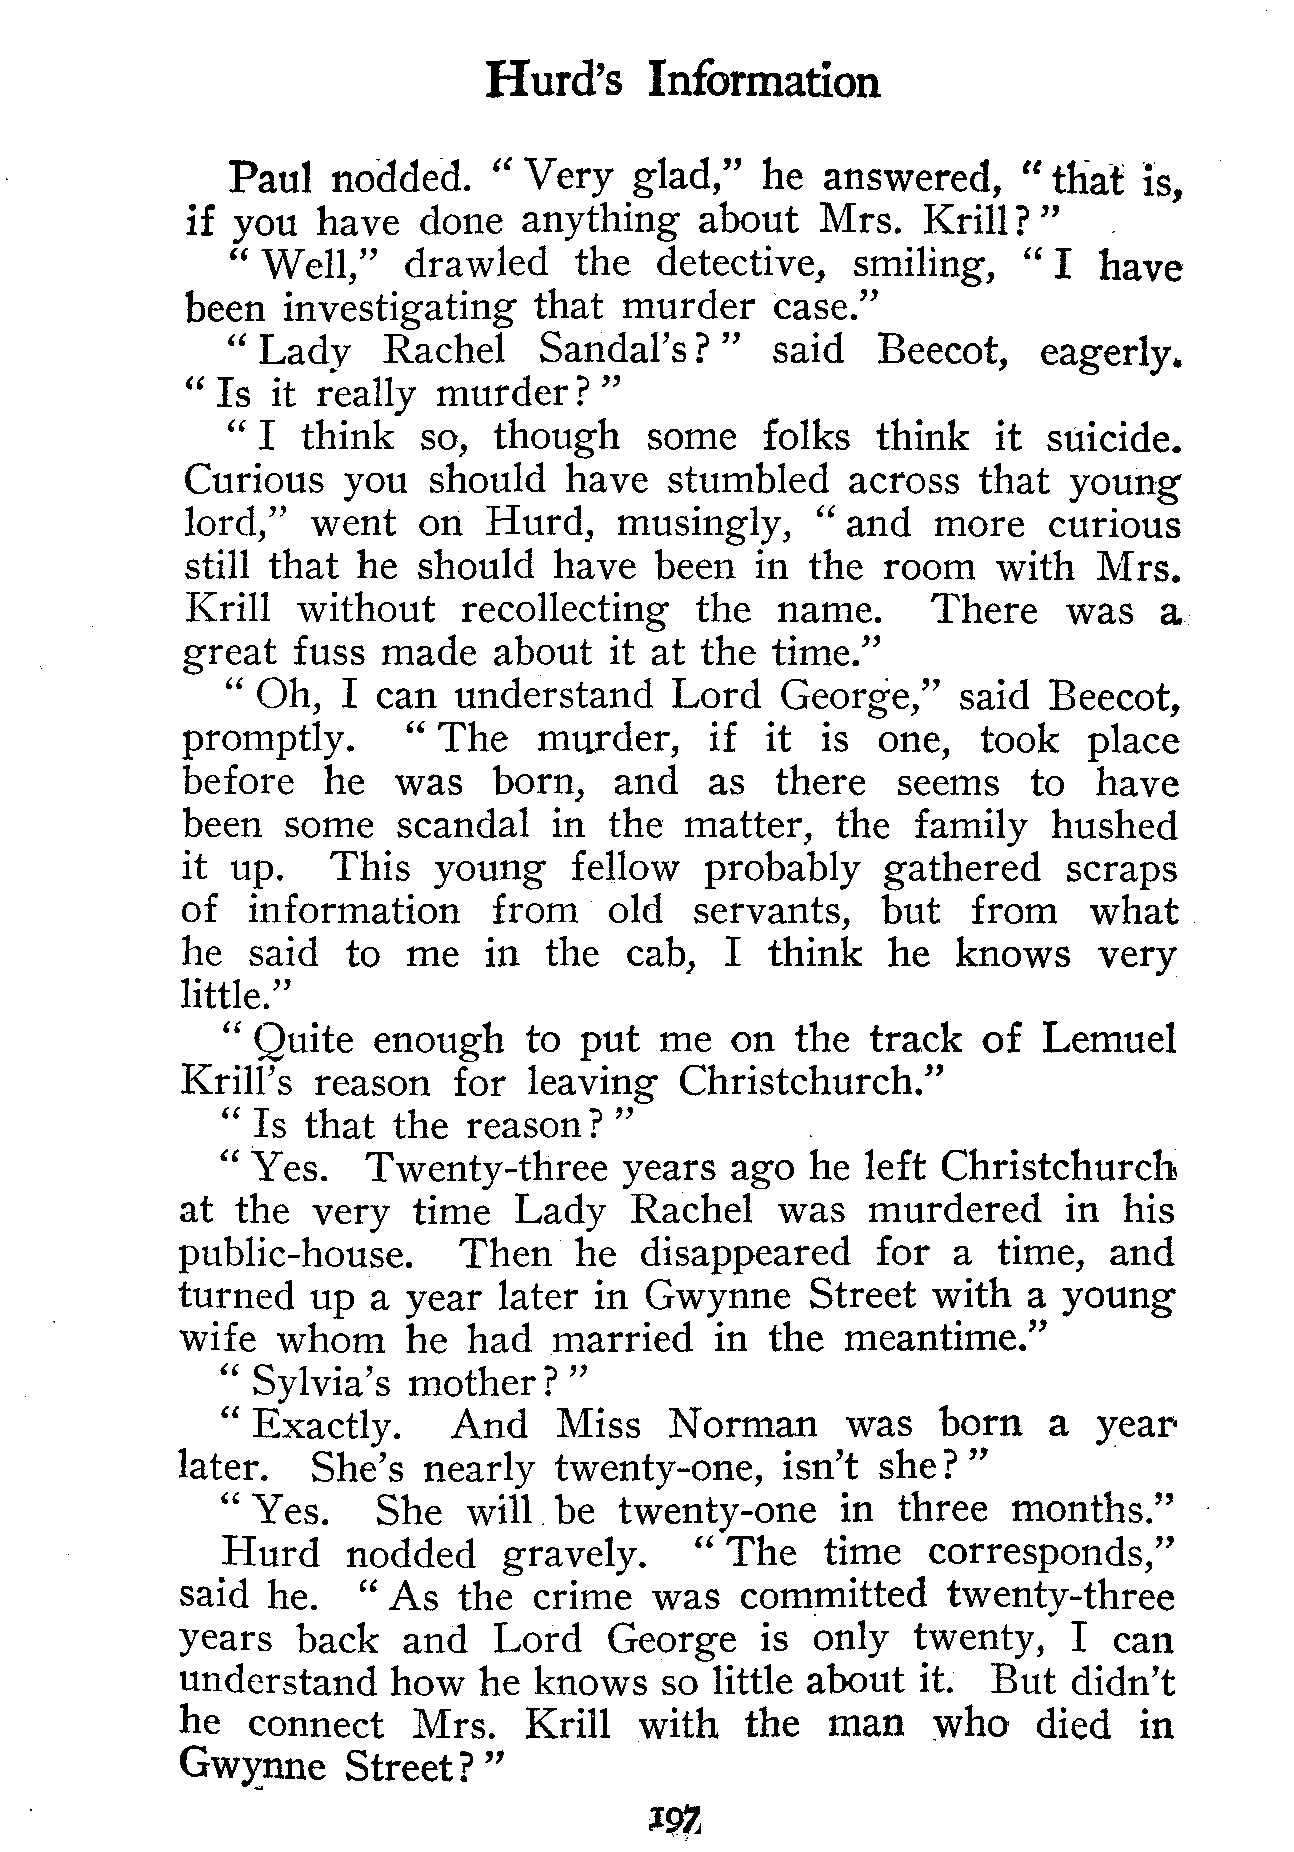 Hurd's Information
Paul nodded. " Very glad," he answered, " that is,
if you have done anything about Mrs. Krill? "
" Well," drawled the detective, smiling, " I have
been investigating that murder case."
" Lady Rachel Sandal's? " said Beecot, eagerly.
" Is it really murder? "
" I think so, though some folks think it suicide.
Curious you should have stumbled across that young
lord," went on Hurd, musingly, " and more curious
still that he should have been in the room with Mrs.
Krill without recollecting the name. There was a
great fuss made about it at the time."
" Oh, I can understand Lord George," said Beecot,
promptly. " The murder, if it is one, took place
before he was born, and as there seems to have
been some scandal in the matter, the family hushed
it up. This young fellow probably gathered scraps
of information from old servants, but from what
he said to me in the cab, I think he knows very
little."
" Quite enough to put me on the track of Lemuel
Krill's reason for leaving Christchurch."
" Is that the reason? "
" Yes. Twenty-three years ago he left Christchurch
at the very time Lady Rachel was murdered in his
public-house. Then he disappeared for a time, and
turned up a year later in Gwynne Street with a young
wife whom he had married in the meantime."
" Sylvia's mother? "
" Exactly. And Miss Norman was born a year
later. She's nearly twenty-one, isn't she? "
" Yes. She will be twenty-one in three months."
Hurd nodded gravely. " The time corresponds,"
said he. " As the crime was committed twenty-three
years back and Lord George is only twenty, I can
understand how he knows so little about it. But didn't
he connect Mrs. Krill with the man who died in
Gwynne Street? "
197